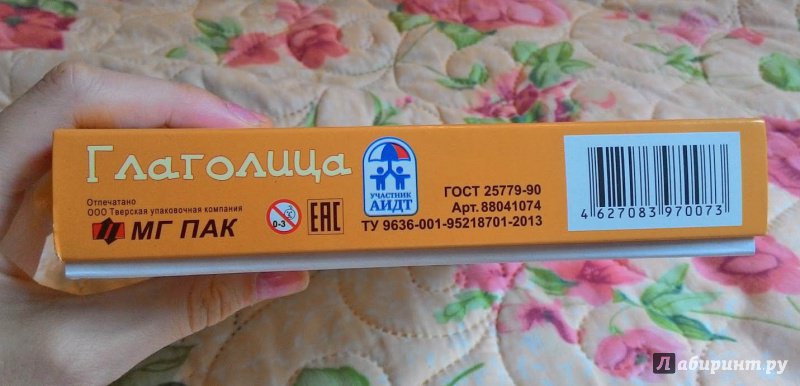 Глаголица
Отпечатано
ООО Тверская упаковочная компания
МГ ПАК
0-3
EAC
УЧАСТНИК
АИДТ
ГОСТ 25779-90
Арт. 88041074
ТУ 9636-001-95218701-2013
4 627083 970073
Лабиринт.ру